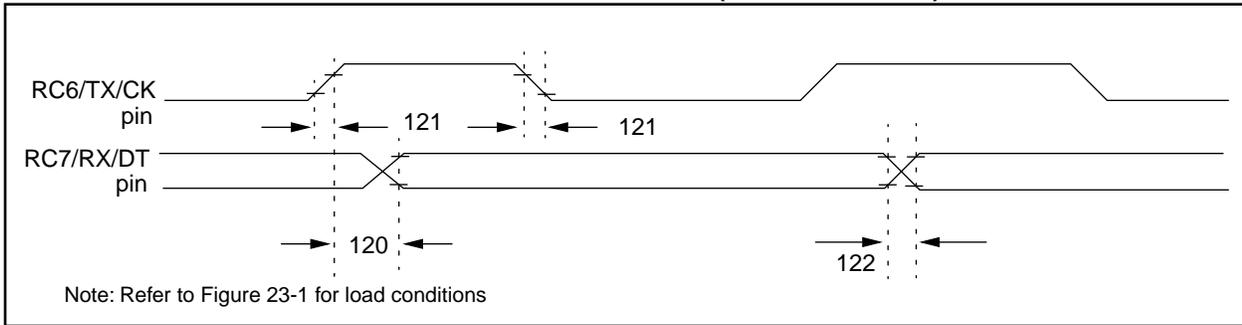 RC6/TX/CK
pin
121
121
RC7/RX/DT
pin
120
122
Note: Refer to Figure 23-1 for load conditions